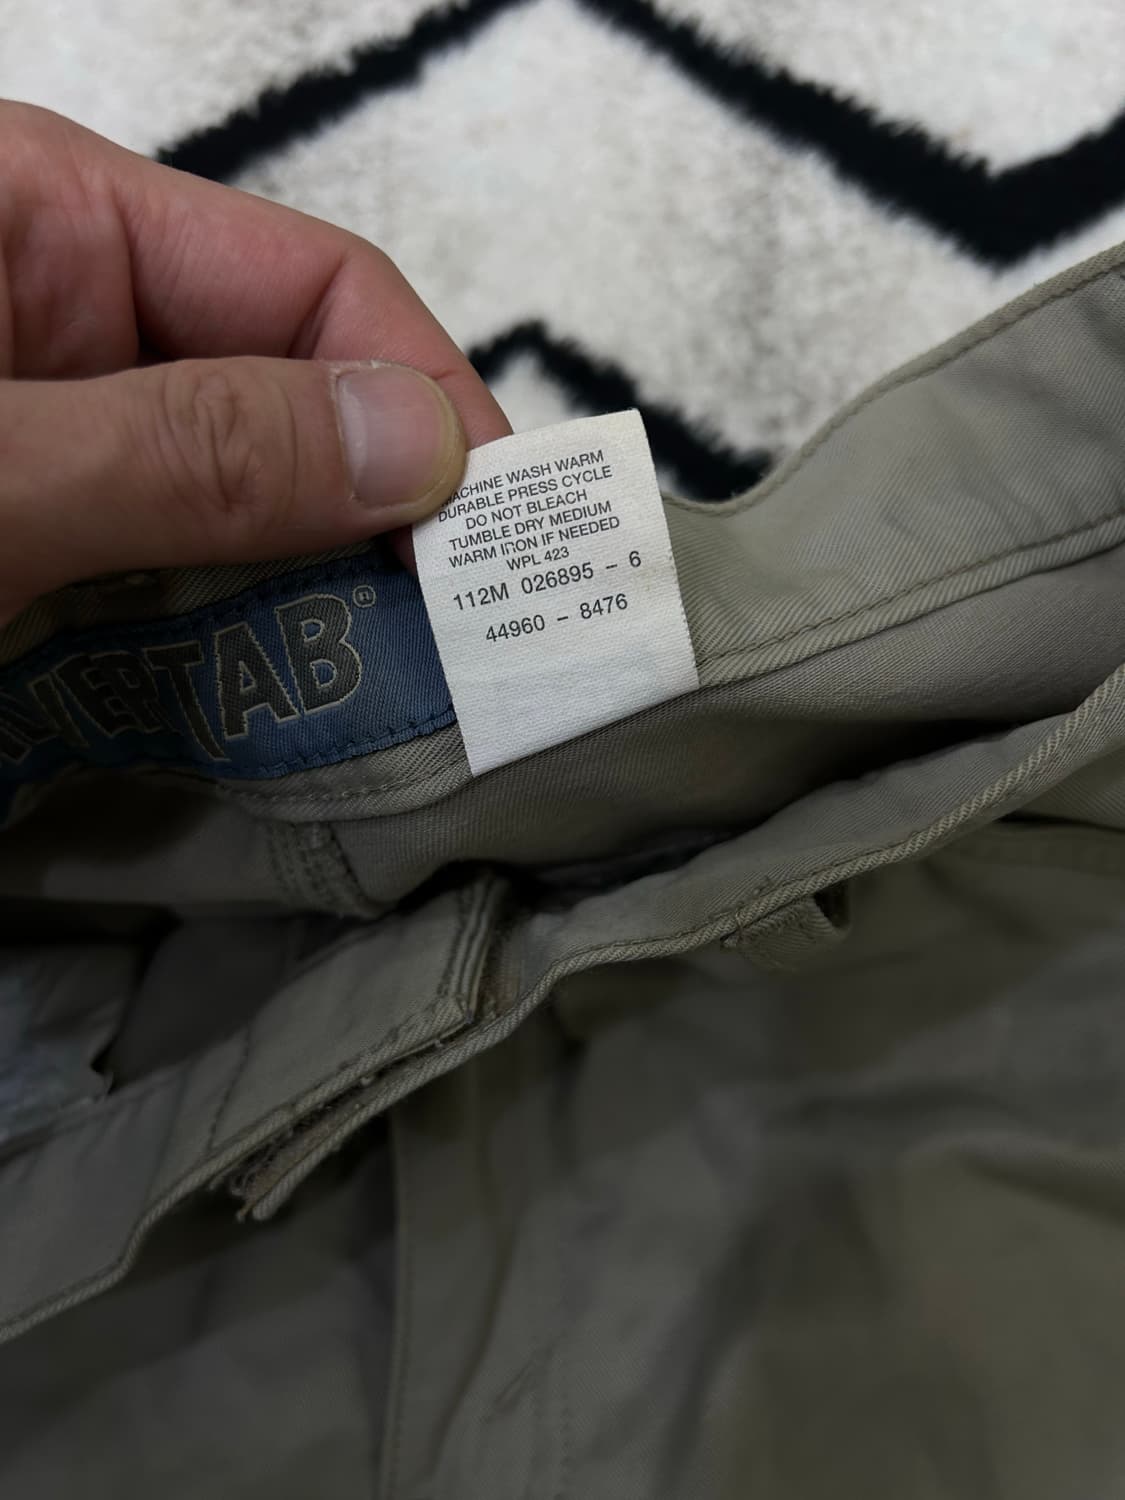 MACHINE WASH WARM
DURABLE PRESS CYCLE
DO NOT BLEACH
TUMBLE DRY MEDIUM
WARM IRON IF NEEDED
WPL 423
112M 026895 - 6
44960 - 8476
SILVERTAB®